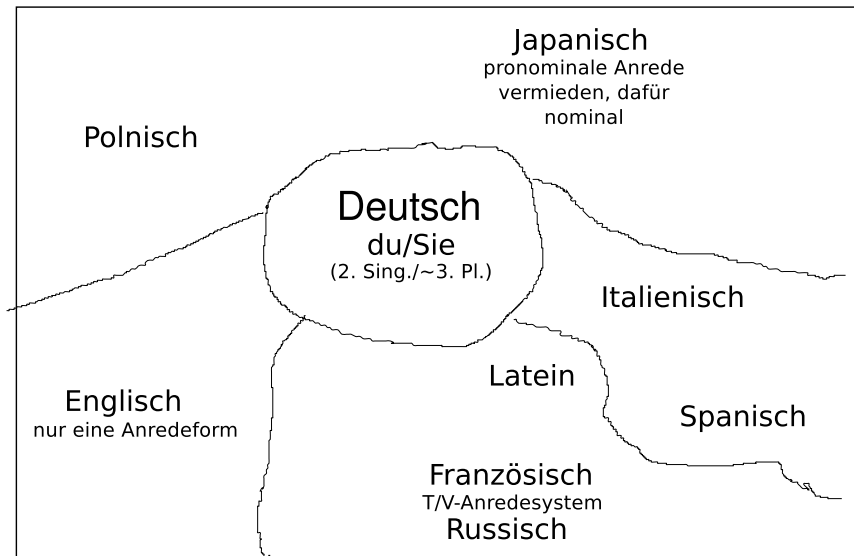 Japanisch
pronominale Anrede
vermieden, dafür
nominal
Polnisch
Deutsch
du/Sie
(2. Sing./~3. Pl.)
Italienisch
Latein
Englisch
nur eine Anredeform
Spanisch
Französisch
T/V-Anredesystem
Russisch